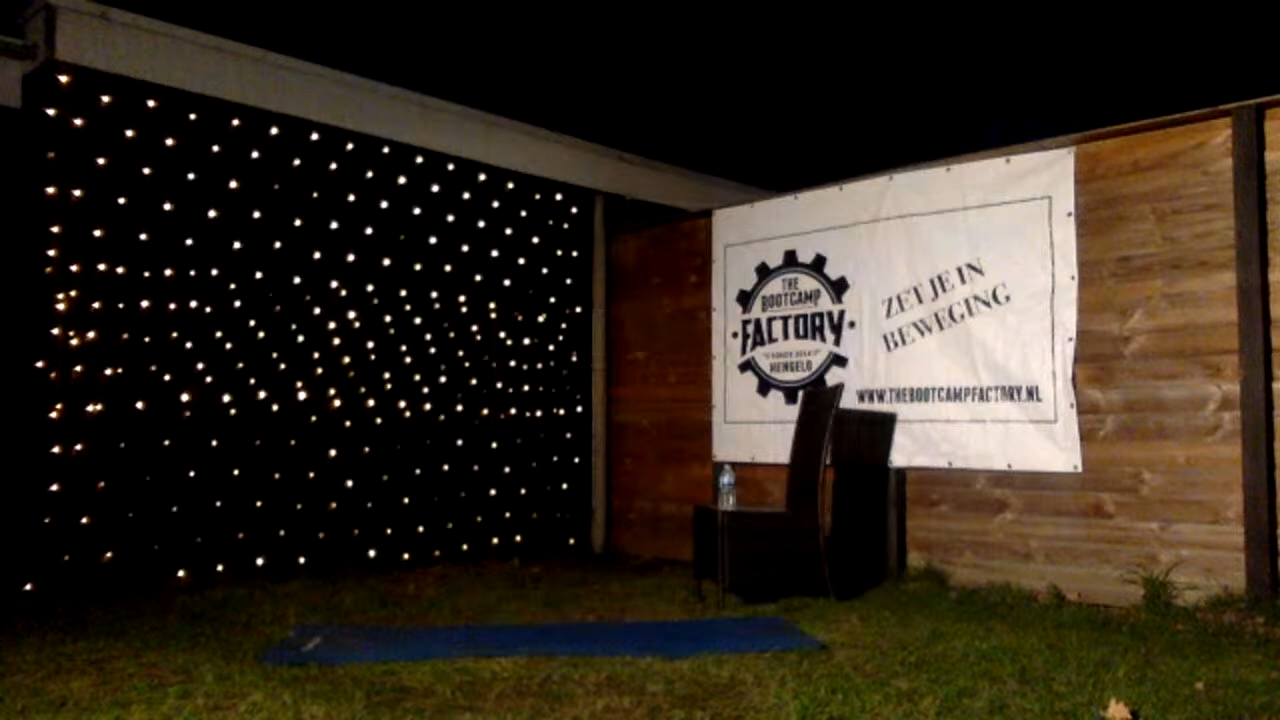 THE
BOOTCAMP
FACTORY
HENGELO
ZET JE IN
BEWEGING
WWW.THEBOOTCAMPFACTORY.NL